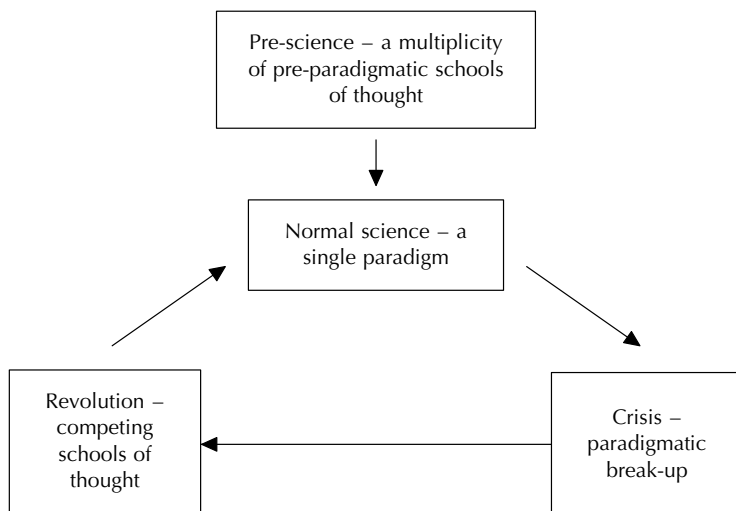 Pre-science – a multiplicity
of pre-paradigmatic schools
of thought
Normal science – a
single paradigm
Revolution –
competing
schools of
thought
Crisis –
paradigmatic
break-up